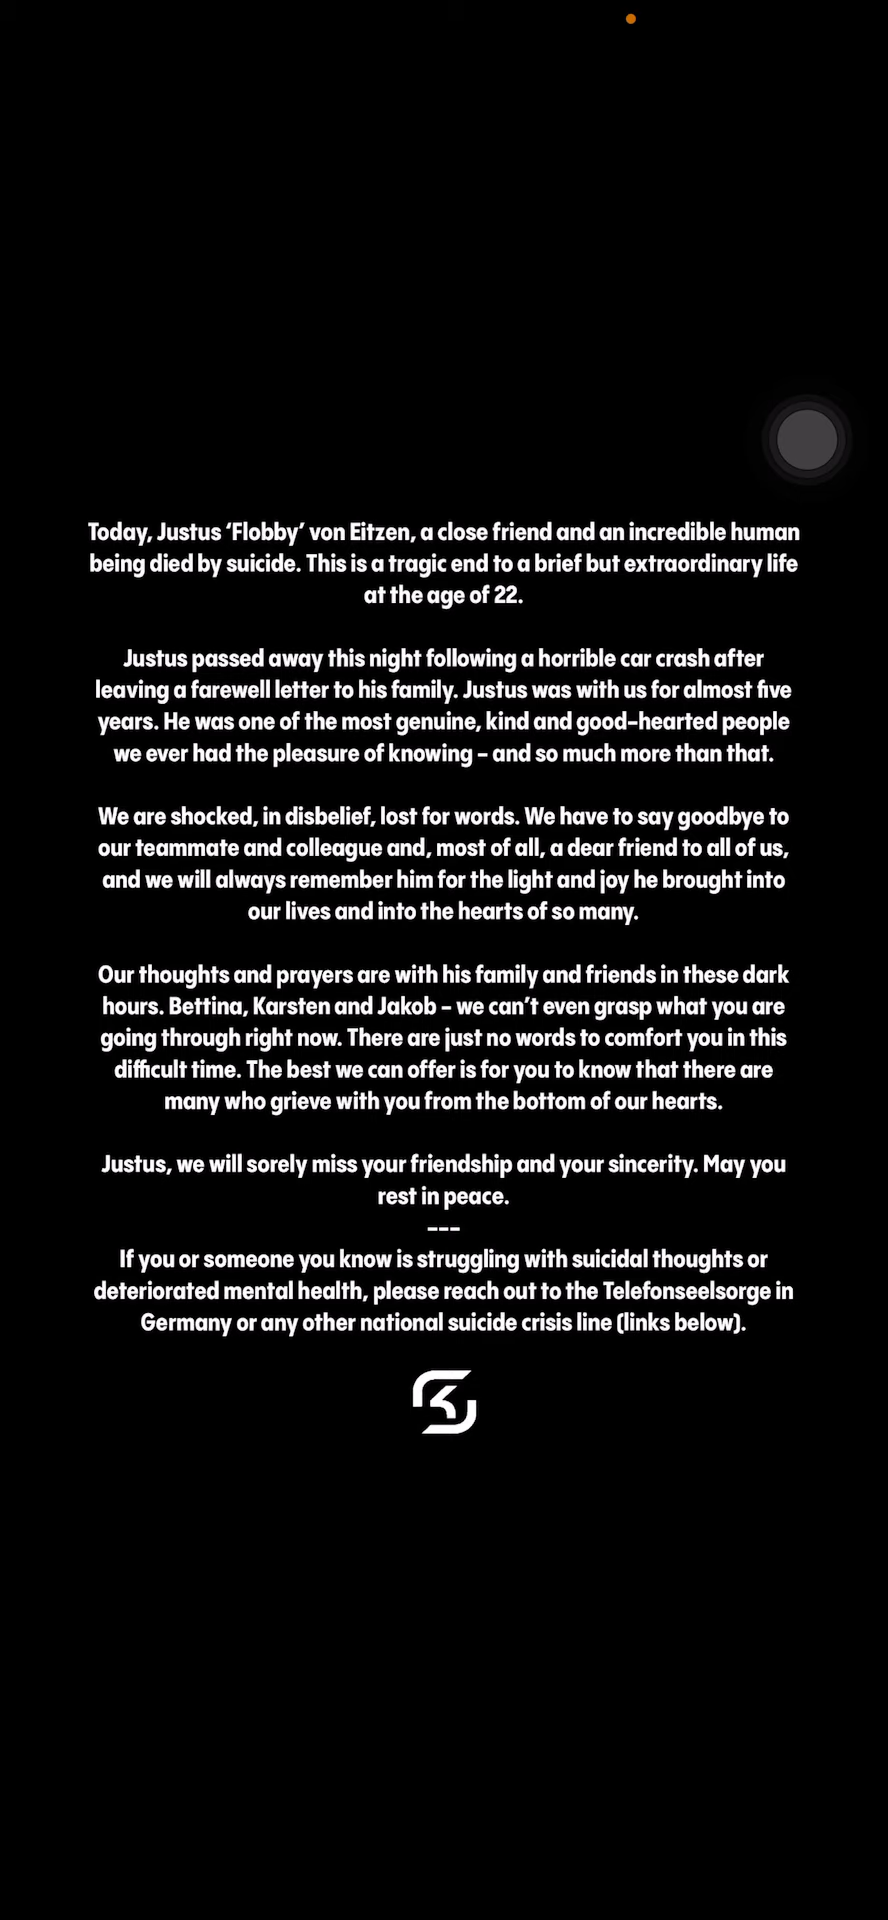 Today, Justus ‘Flobby’ von Eitzen, a close friend and an incredible human
being died by suicide. This is a tragic end to a brief but extraordinary life
at the age of 22.
Justus passed away this night following a horrible car crash after
leaving a farewell letter to his family. Justus was with us for almost five
years. He was one of the most genuine, kind and good-hearted people
we ever had the pleasure of knowing – and so much more than that.
We are shocked, in disbelief, lost for words. We have to say goodbye to
our teammate and colleague and, most of all, a dear friend to all of us,
and we will always remember him for the light and joy he brought into
our lives and into the hearts of so many.
Our thoughts and prayers are with his family and friends in these dark
hours. Bettina, Karsten and Jakob – we can’t even grasp what you are
going through right now. There are just no words to comfort you in this
difficult time. The best we can offer is for you to know that there are
many who grieve with you from the bottom of our hearts.
Justus, we will sorely miss your friendship and your sincerity. May you
rest in peace.
---
If you or someone you know is struggling with suicidal thoughts or
deteriorated mental health, please reach out to the Telefonseelsorge in
Germany or any other national suicide crisis line (links below).